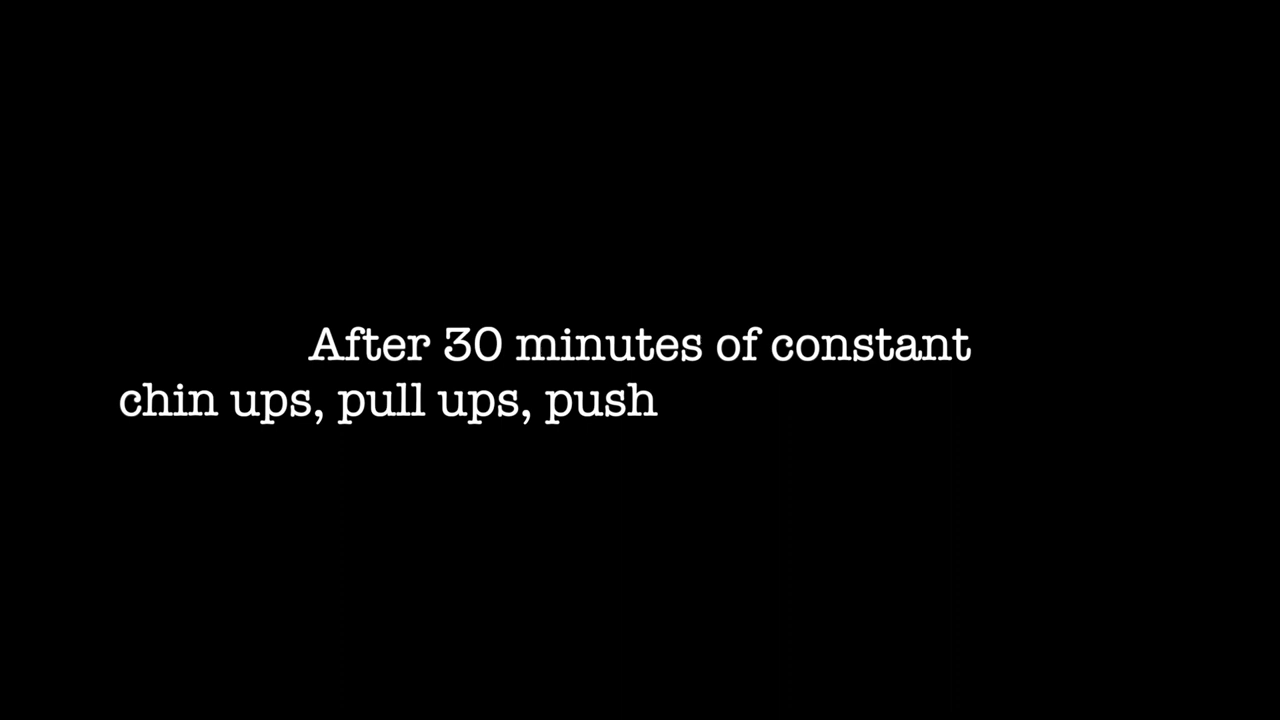 After 30 minutes of constant
chin ups, pull ups, push